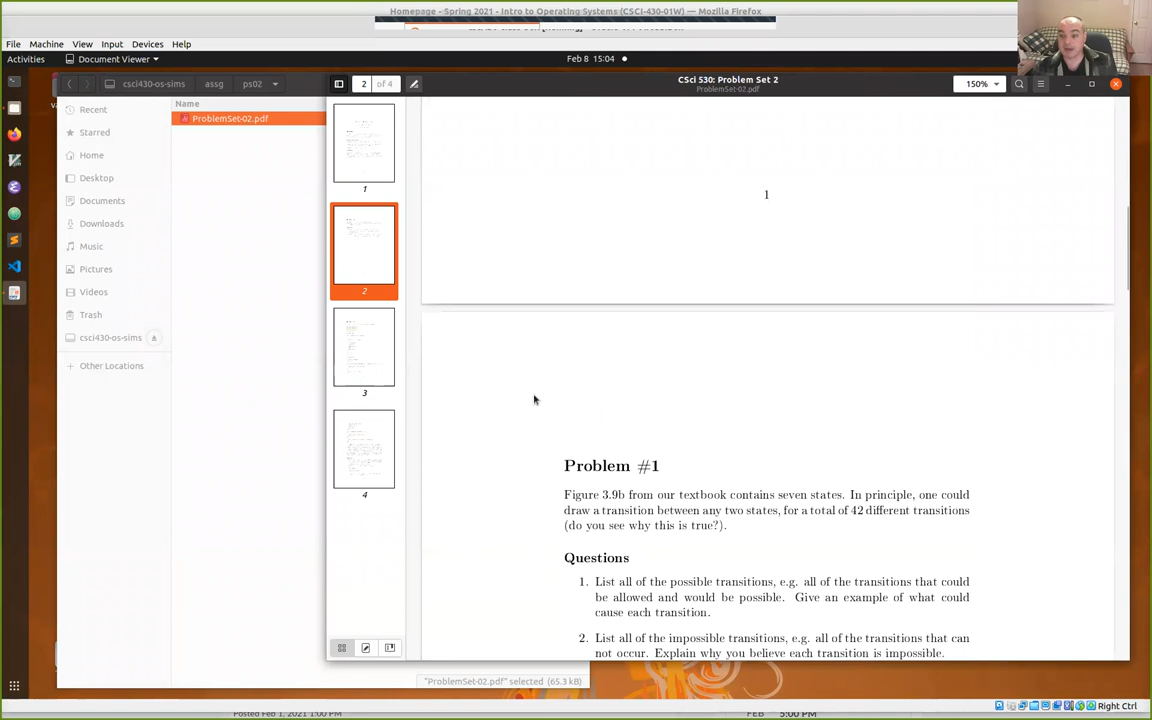 Homepage - Spring 2021 - Intro to Operating Systems (CSCI-430-01W) — Mozilla Firefox
File Machine View Input Devices Help
Activities Document Viewer Feb 8 15:04
csci430-os-sims assg ps02
2 of 4
CSci 530: Problem Set 2
ProblemSet-02.pdf
150%
Name
ProblemSet-02.pdf
Recent
Starred
Home
Desktop
Documents
Downloads
Music
Pictures
Videos
Trash
csci430-os-sims
Other Locations
1
2
3
4
1
Problem #1
Figure 3.9b from our textbook contains seven states. In principle, one could
draw a transition between any two states, for a total of 42 different transitions
(do you see why this is true?).
Questions
1. List all of the possible transitions, e.g. all of the transitions that could
be allowed and would be possible. Give an example of what could
cause each transition.
2. List all of the impossible transitions, e.g. all of the transitions that can
not occur. Explain why you believe each transition is impossible.
"ProblemSet-02.pdf" selected (65.3 kB)
Right Ctrl
Posted Feb 1, 2021 1:00 PM
FEB 5:00 PM